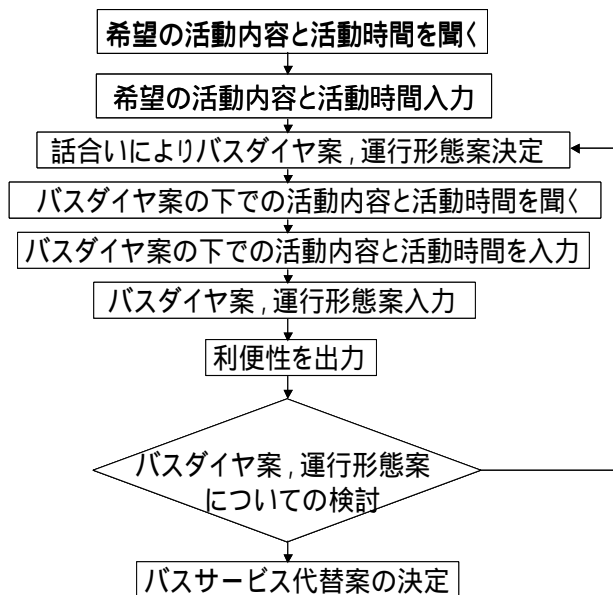 希望の活動内容と活動時間を聞く
希望の活動内容と活動時間入力
話合いによりバスダイヤ案,運行形態案決定
バスダイヤ案の下での活動内容と活動時間を聞く
バスダイヤ案の下での活動内容と活動時間を入力
バスダイヤ案,運行形態案入力
利便性を出力
バスダイヤ案,運行形態案
についての検討
バスサービス代替案の決定